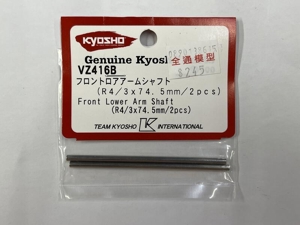 KYOSHO
Genuine Kyosh
全通模型
VZ416B
$245
フロントロアアームシャフト
(R4/3x74.5mm/2pcs)
Front Lower Arm Shaft
(R4/3x74.5mm/2pcs)
TEAM KYOSHO K INTERNATIONAL